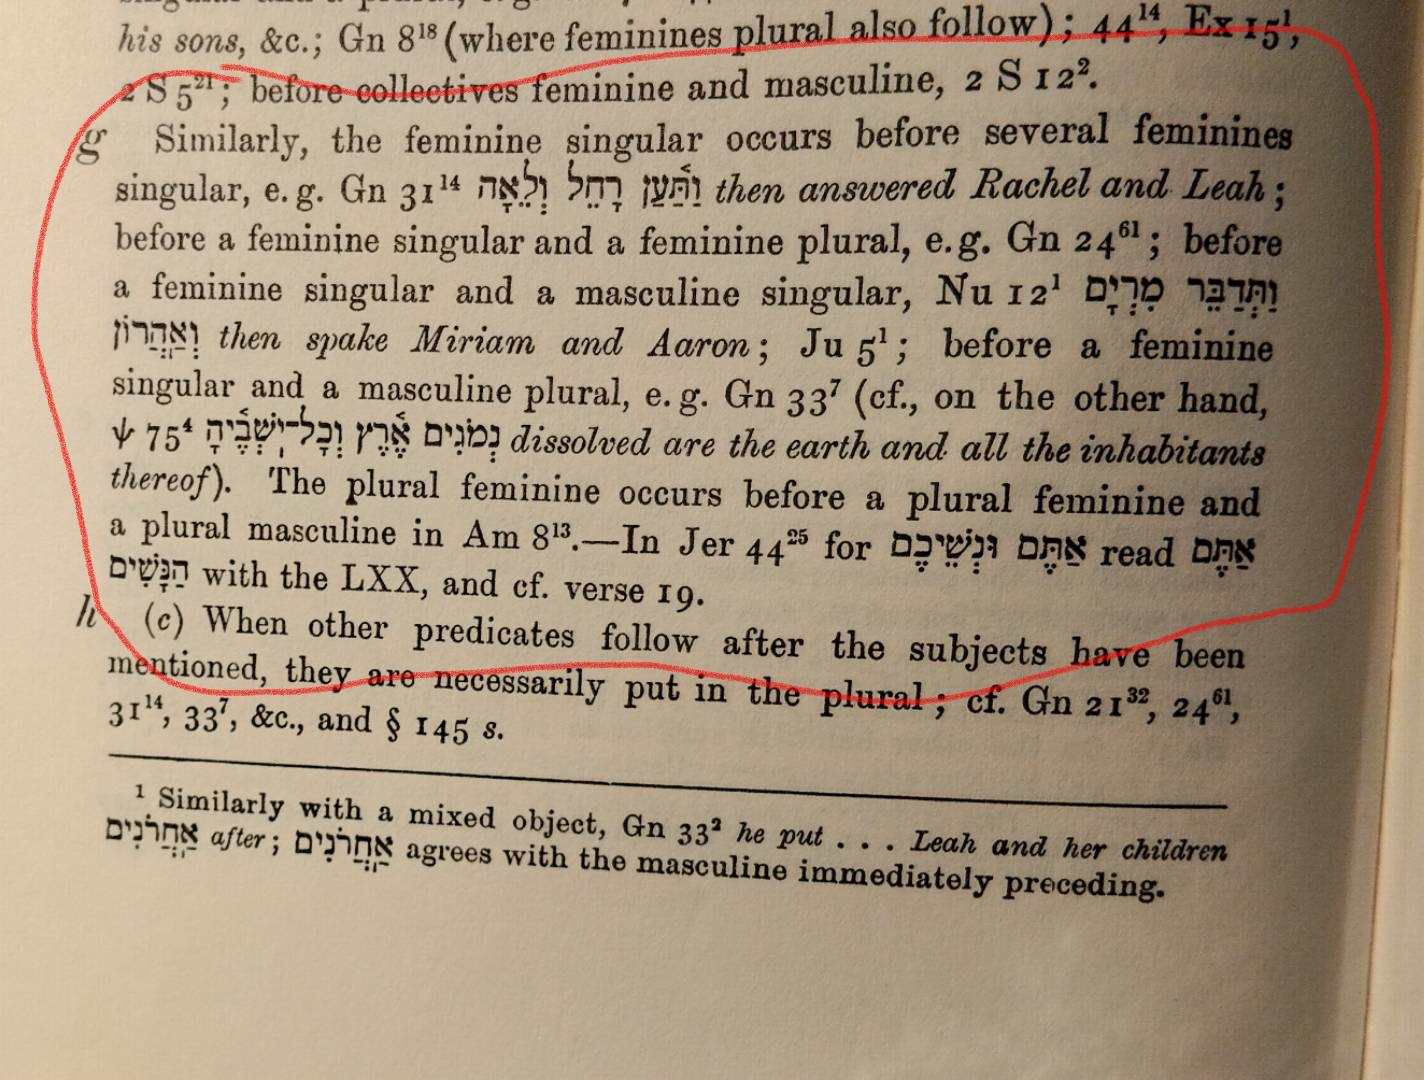 his sons, &c.; Gn 8¹⁸ (where feminines plural also follow); 44¹⁴, Ex 15¹,
2 S 5²¹; before collectives feminine and masculine, 2 S 12².
g Similarly, the feminine singular occurs before several feminines
singular, e. g. Gn 31¹⁴ וַתַּ֫עַן רָחֵל וְלֵאָה then answered Rachel and Leah;
before a feminine singular and a feminine plural, e. g. Gn 24⁶¹; before
a feminine singular and a masculine singular, Nu 12¹ וַתְּדַבֵּר מִרְיָם
וְאַֽהֲרוֹן then spake Miriam and Aaron; Ju 5¹; before a feminine
singular and a masculine plural, e. g. Gn 33⁷ (cf., on the other hand,
ψ 75⁴ נְמֹגִים אֶ֫רֶץ וְכָל־יֽשְׁבֶ֫יהָ dissolved are the earth and all the inhabitants
thereof). The plural feminine occurs before a plural feminine and
a plural masculine in Am 8¹³.—In Jer 44²⁵ for אַתֶּם וּנְשֵׁיכֶם read אַתֶּם
הַנָּשִׁים with the LXX, and cf. verse 19.
h (c) When other predicates follow after the subjects have been
mentioned, they are necessarily put in the plural; cf. Gn 21³², 24⁶¹,
31¹⁴, 33⁷, &c., and § 145 s.
¹ Similarly with a mixed object, Gn 33² he put . . . Leah and her children
אַֽחֲרֹנִים after; אַֽחֲרֹנִים agrees with the masculine immediately preceding.